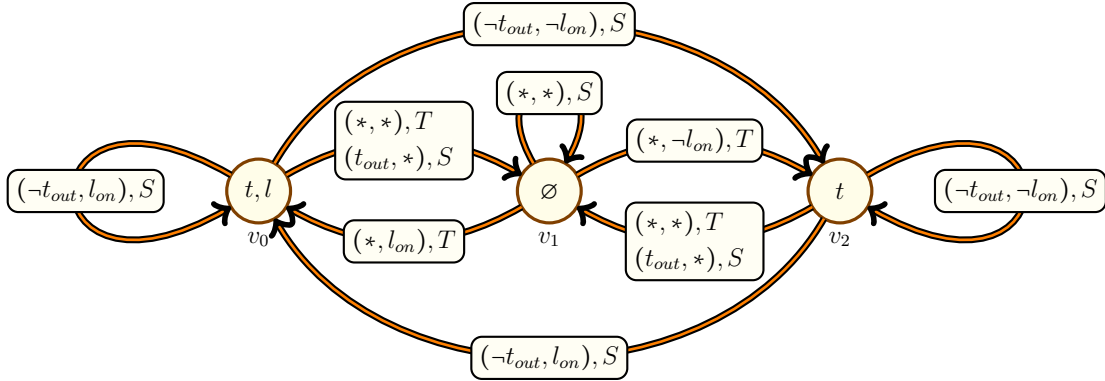 (¬t_out, ¬l_on), S
(∗, ∗), S
(∗, ∗), T
(t_out, ∗), S
(∗, ¬l_on), T
(¬t_out, l_on), S
t, l
∅
t
(¬t_out, ¬l_on), S
v_0
v_1
v_2
(∗, l_on), T
(∗, ∗), T
(t_out, ∗), S
(¬t_out, l_on), S